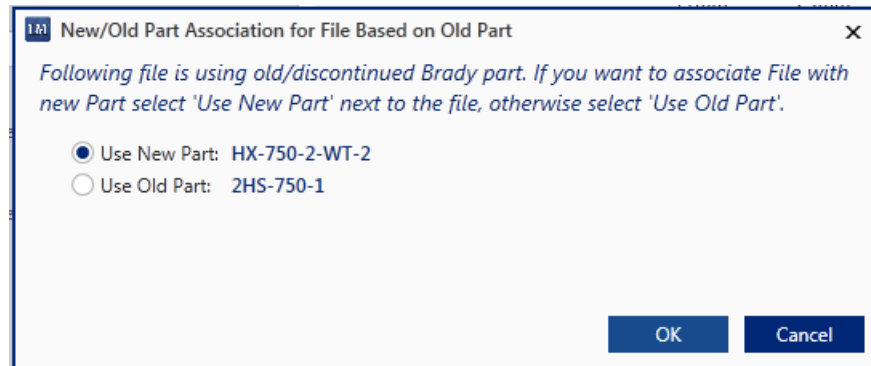 New/Old Part Association for File Based on Old Part
Following file is using old/discontinued Brady part. If you want to associate File with
new Part select 'Use New Part' next to the file, otherwise select 'Use Old Part'.
Use New Part: HX-750-2-WT-2
Use Old Part: 2HS-750-1
OK Cancel